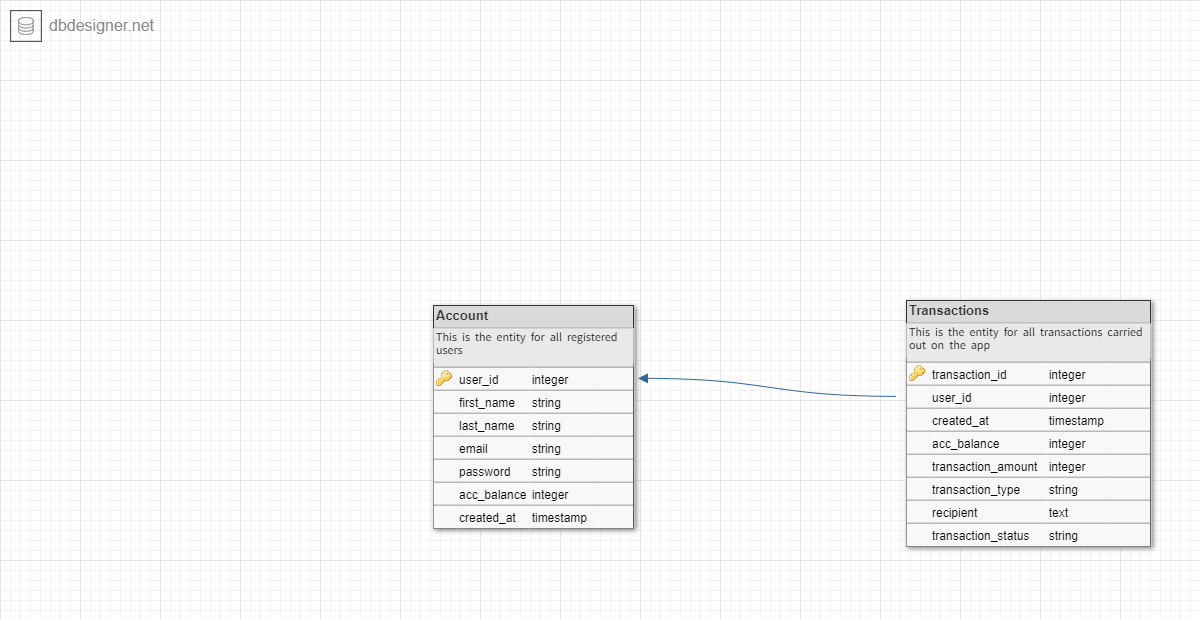 dbdesigner.net
Account
This is the entity for all registered
users
user_id integer
first_name string
last_name string
email string
password string
acc_balance integer
created_at timestamp
Transactions
This is the entity for all transactions carried
out on the app
transaction_id integer
user_id integer
created_at timestamp
acc_balance integer
transaction_amount integer
transaction_type string
recipient text
transaction_status string